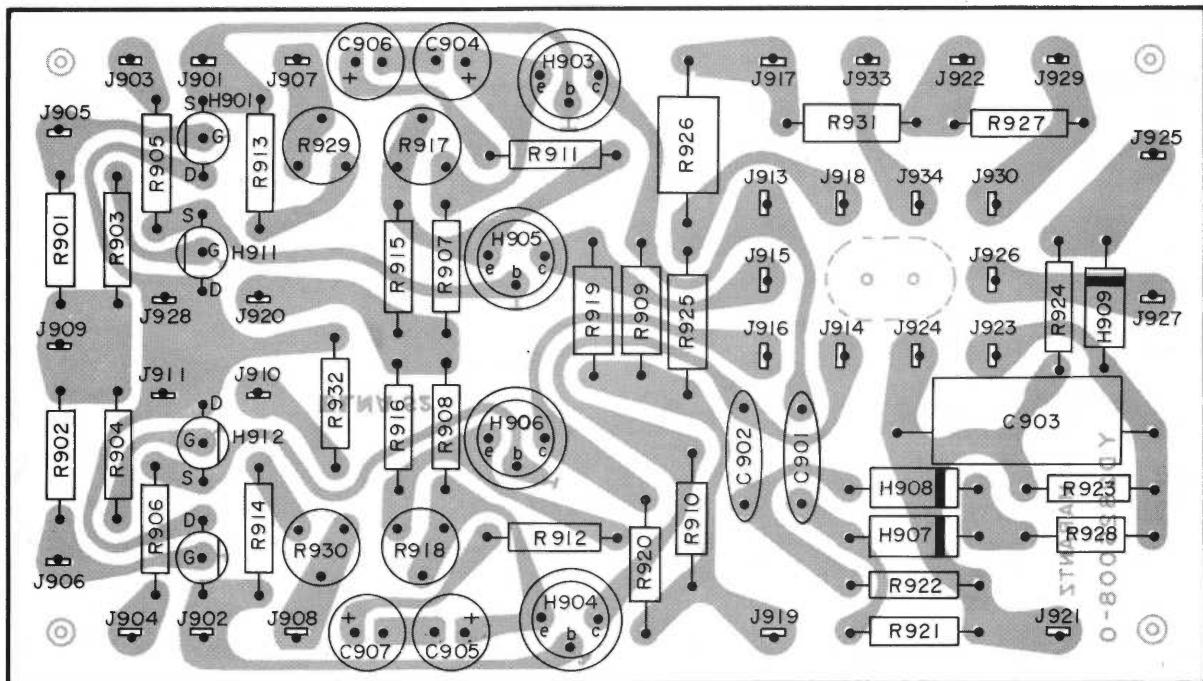 C906 C904 H903
+ + e b c
J903 J901 J907 J917 J933 J922 J929
J905 S H901
G R905 R913 R929 R917 R911 R926 R931 R927 J925
D
J913 J918 J934 J930
R901 R903 S
G H911 R915 R907 H905
e b c
D
J928 J920 R919 R909 R925 J915 J926 R924 H909 J927
J909 J916 J914 J924 J923
J911 J910 R932
R902 R904 D
G H912 R916 R908 H906
e b c
S
C902 C901 C903
R906 D
G R914 R930 R918 R912 R920 R910 H908 R923
H907 R928
J906 R922
H904
e b c
J904 J902 J908 + + J919 R921 J921
C907 C905
MARANTZ
YD2800
0-8008